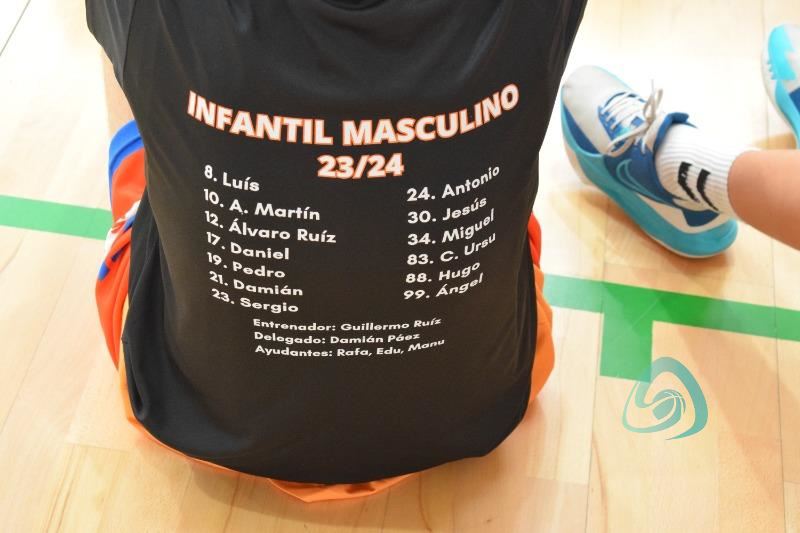 INFANTIL MASCULINO
23/24
8. Luís
10. A. Martín
12. Álvaro Ruíz
17. Daniel
19. Pedro
21. Damián
23. Sergio
24. Antonio
30. Jesús
34. Miguel
83. C. Ursu
88. Hugo
99. Ángel
Entrenador: Guillermo Ruíz
Delegado: Damián Páez
Ayudantes: Rafa, Edu, Manu